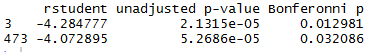 rstudent unadjusted p-value Bonferonni p
3 -4.284777 2.1315e-05 0.012981
473 -4.072895 5.2686e-05 0.032086